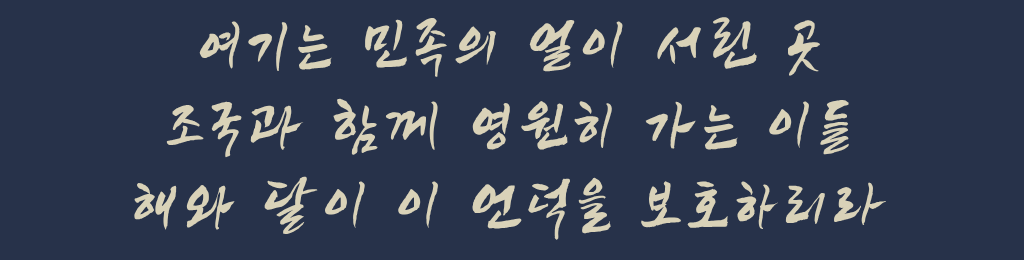 여기는 민족의 얼이 서린 곳
조국과 함께 영원히 가는 이들
해와 달이 이 언덕을 보호하리라